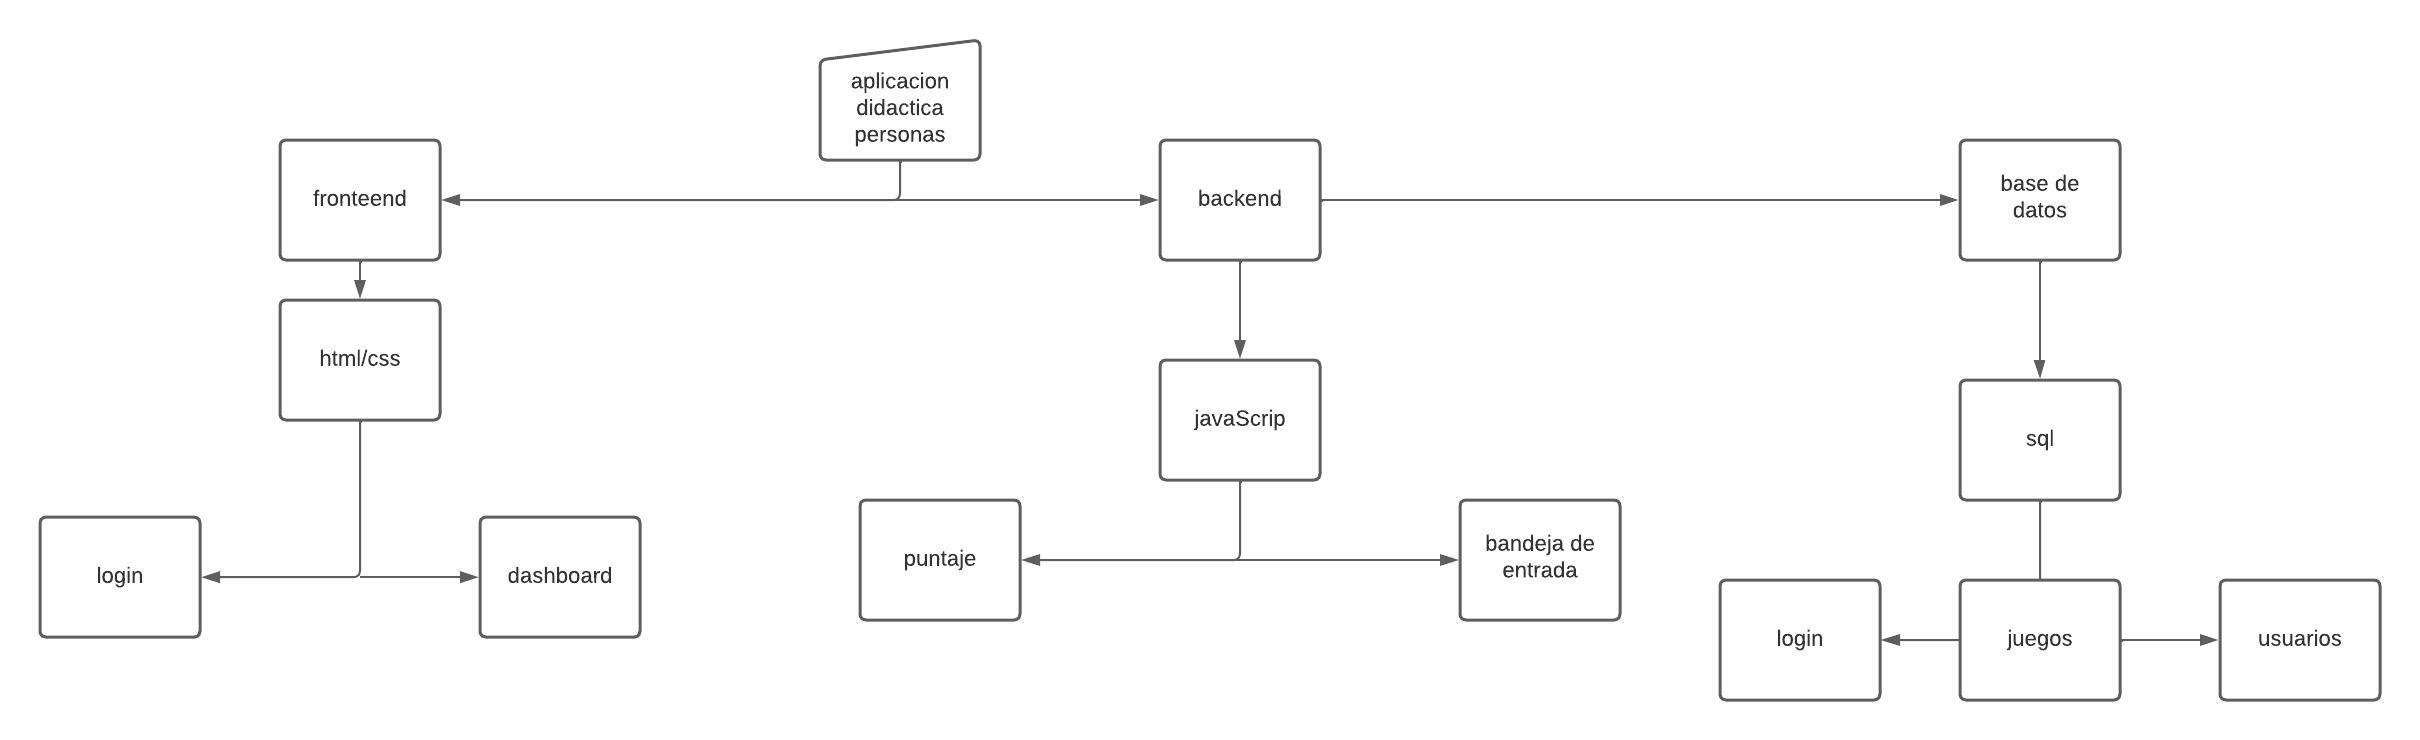 aplicacion
didactica
personas
fronteend
backend
base de
datos
html/css
javaScrip
sql
login
dashboard
puntaje
bandeja de
entrada
login
juegos
usuarios